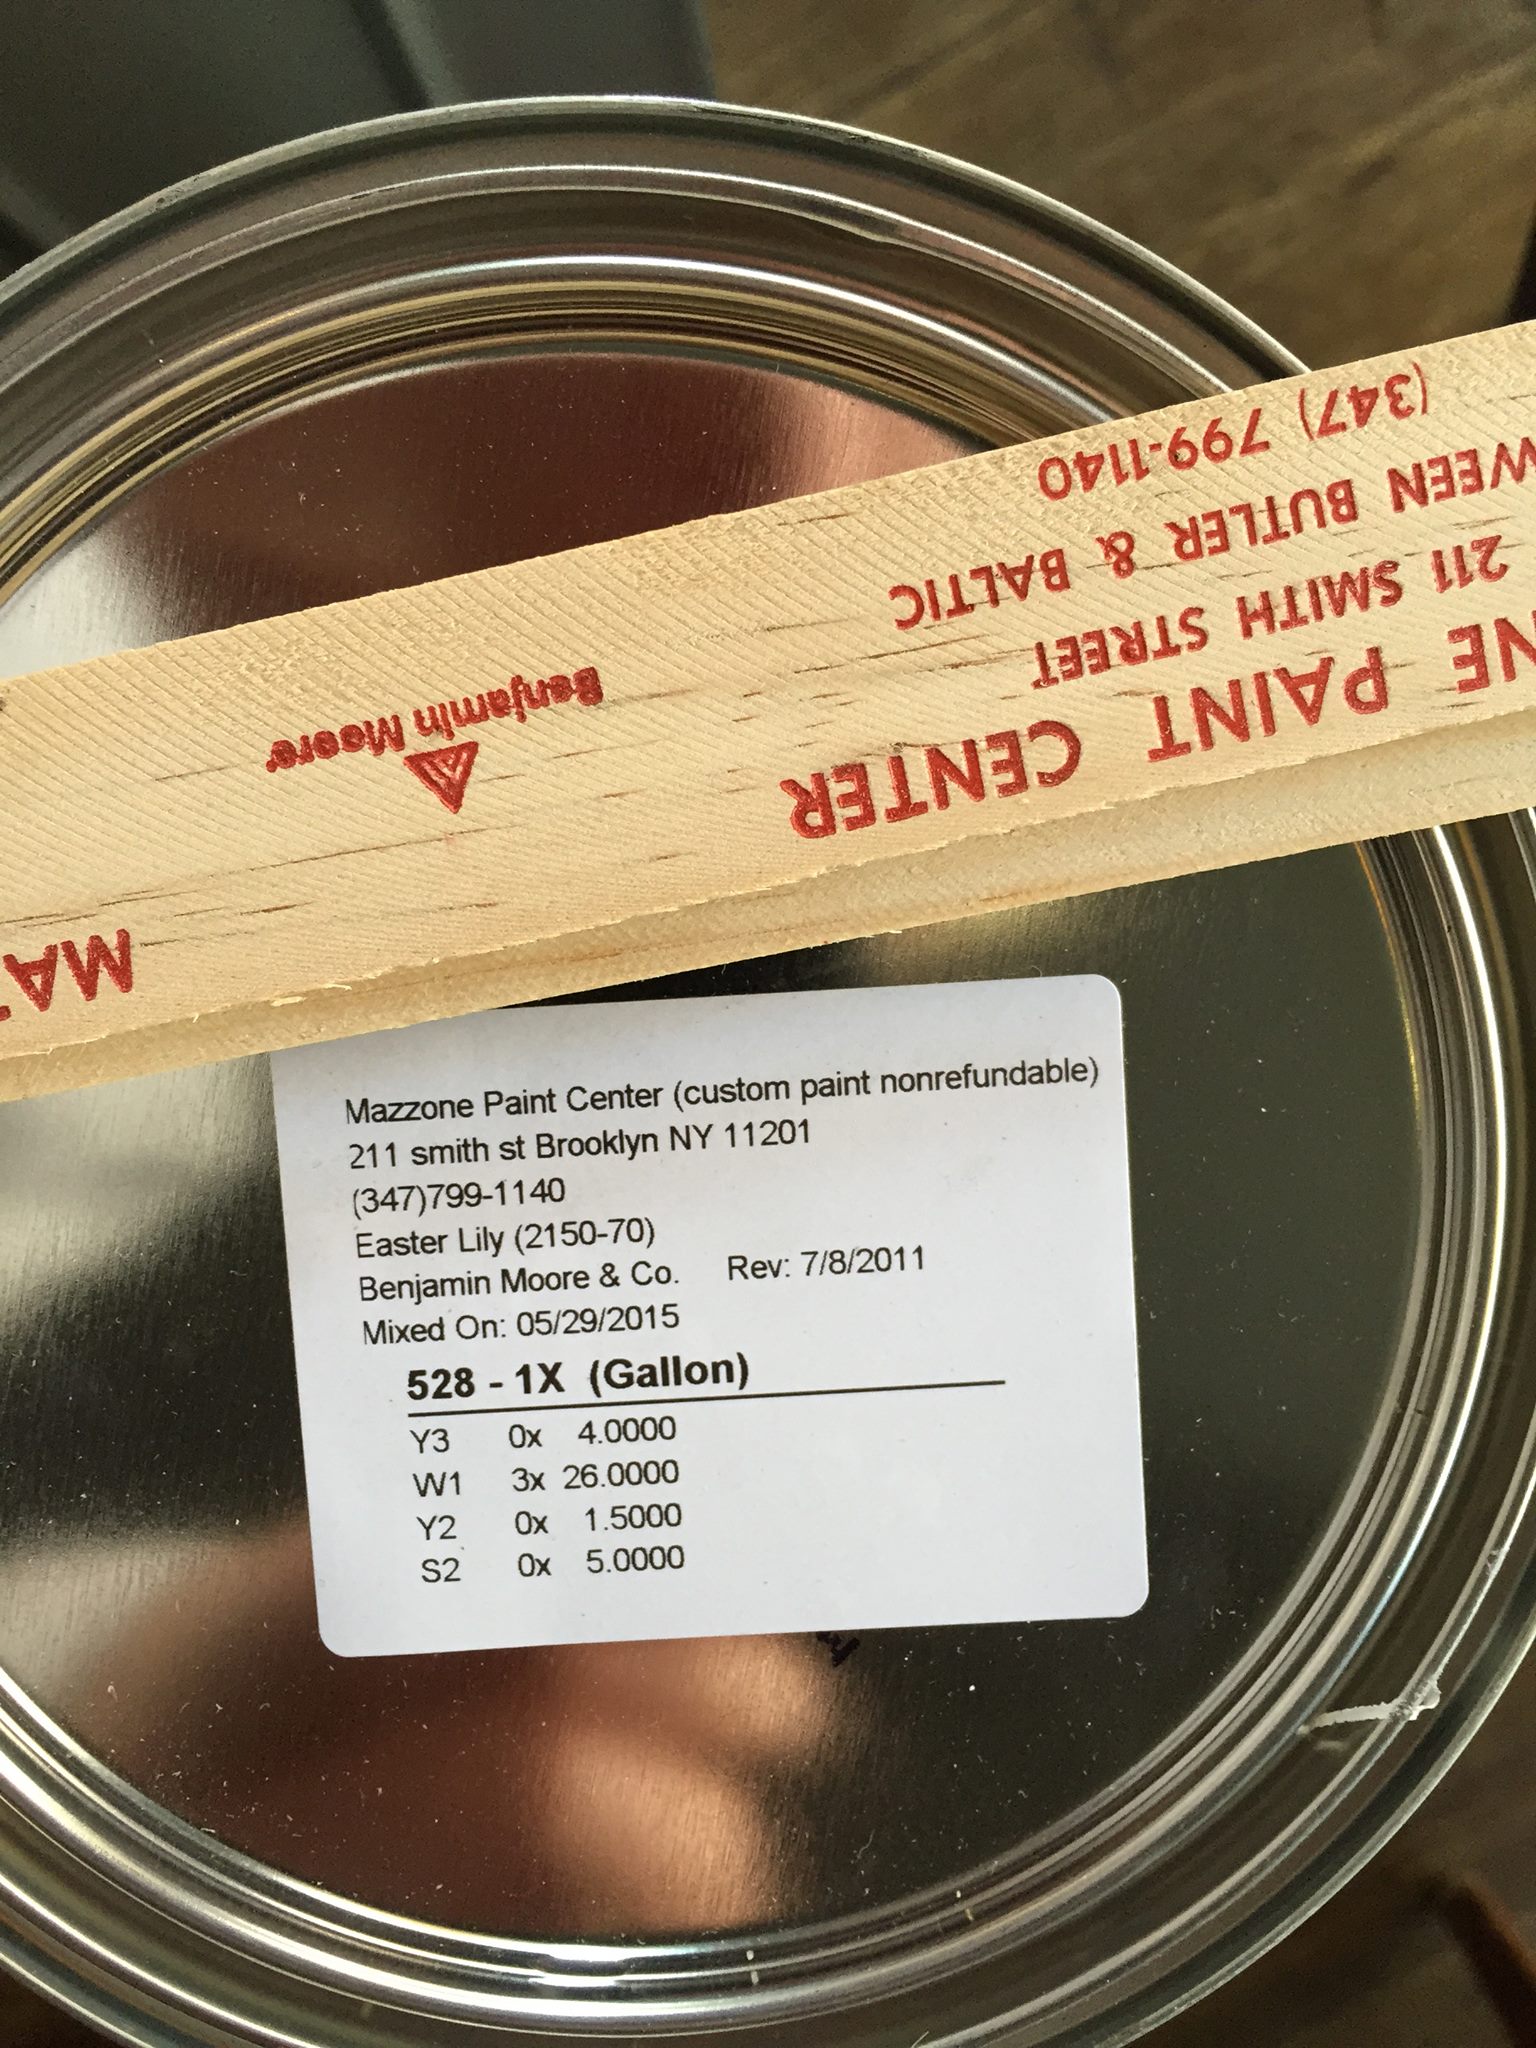 (347) 799-1140
WEEN BUTLER & BALTIC
211 SMITH STREET
NE PAINT CENTER
Benjamin Moore
MA
Mazzone Paint Center (custom paint nonrefundable)
211 smith st Brooklyn NY 11201
(347)799-1140
Easter Lily (2150-70)
Benjamin Moore & Co. Rev: 7/8/2011
Mixed On: 05/29/2015
528 - 1X (Gallon)
Y3 0x 4.0000
W1 3x 26.0000
Y2 0x 1.5000
S2 0x 5.0000